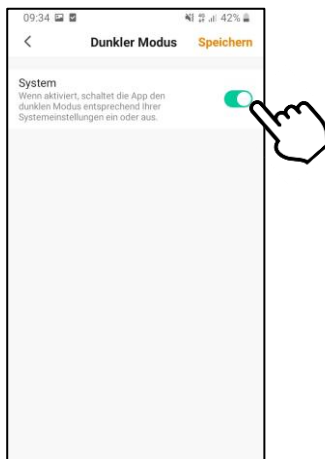 09:34 42%
Dunkler Modus Speichern
System
Wenn aktiviert, schaltet die App den
dunklen Modus entsprechend Ihrer
Systemeinstellungen ein oder aus.